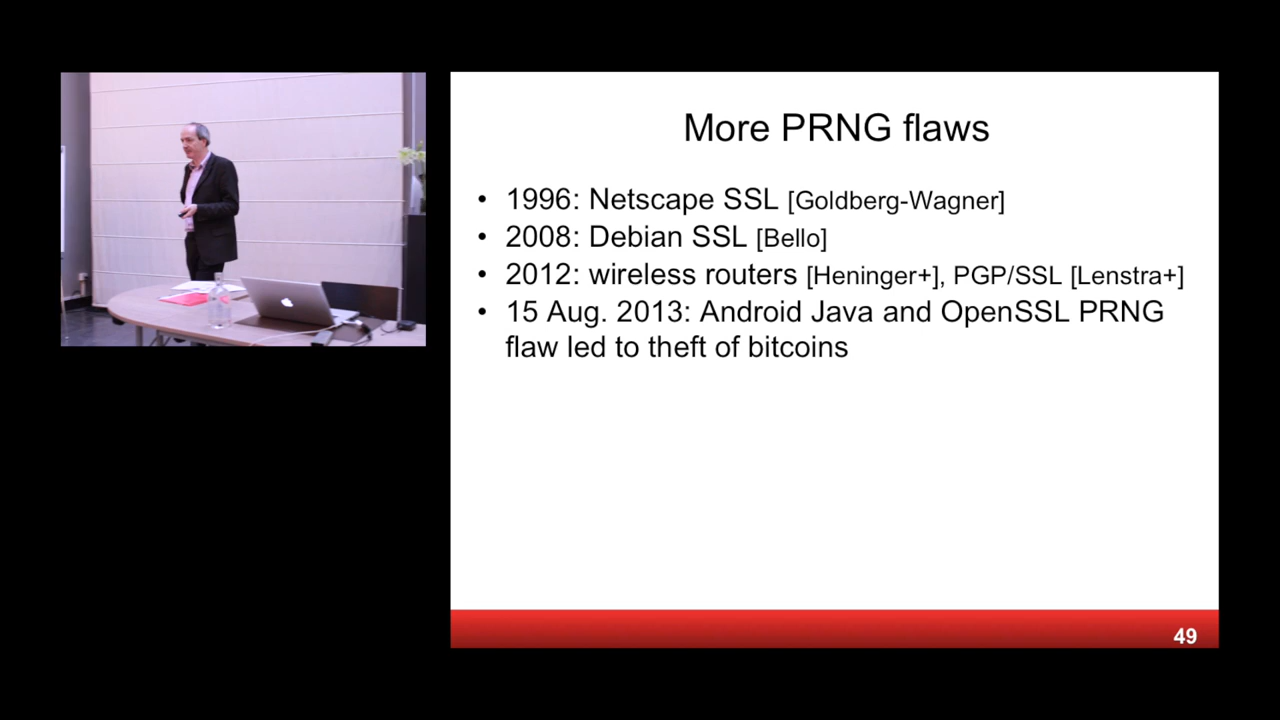 More PRNG flaws
• 1996: Netscape SSL [Goldberg-Wagner]
• 2008: Debian SSL [Bello]
• 2012: wireless routers [Heninger+], PGP/SSL [Lenstra+]
• 15 Aug. 2013: Android Java and OpenSSL PRNG
flaw led to theft of bitcoins
49